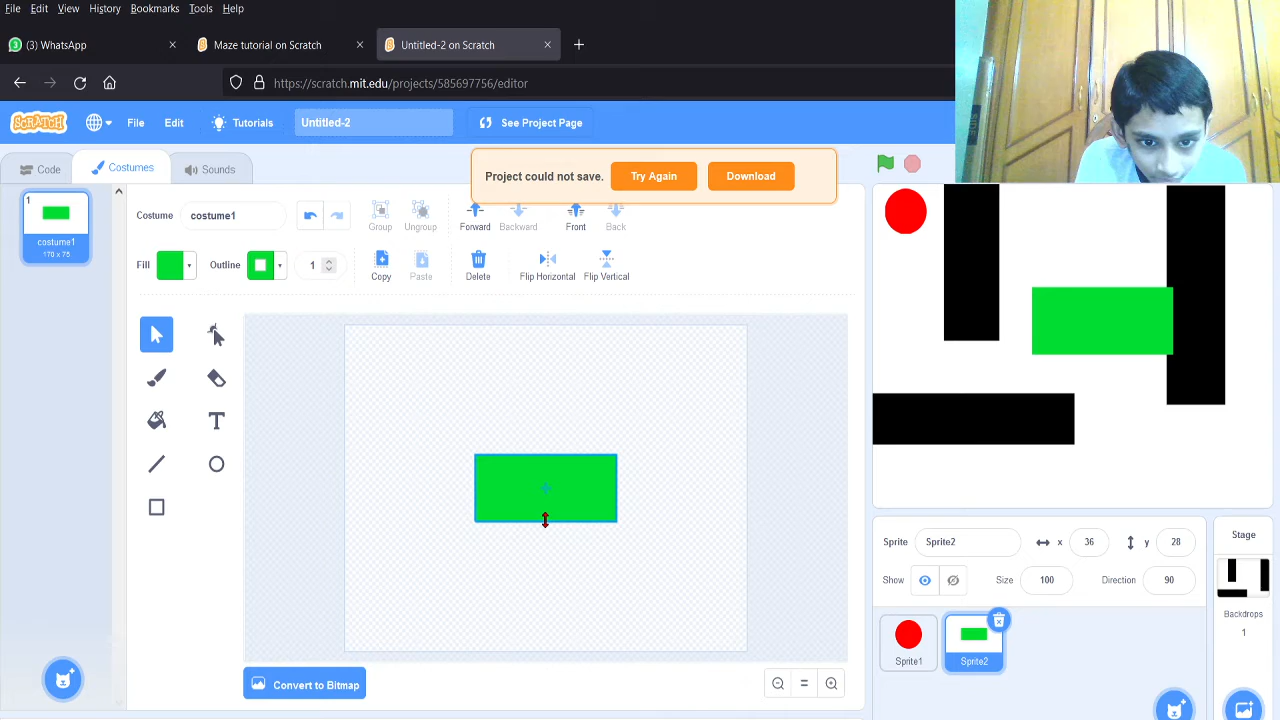 File Edit View History Bookmarks Tools Help
(3) WhatsApp
Maze tutorial on Scratch
Untitled-2 on Scratch
https://scratch.mit.edu/projects/585697756/editor
SCRATCH
File
Edit
Tutorials
Untitled-2
See Project Page
Code
Costumes
Sounds
Project could not save.
Try Again
Download
1
costume1
170 x 78
Costume
costume1
Group
Ungroup
Forward
Backward
Front
Back
Fill
Outline
1
Copy
Paste
Delete
Flip Horizontal
Flip Vertical
T
Convert to Bitmap
Sprite
Sprite2
x
36
y
28
Show
Size
100
Direction
90
Sprite1
Sprite2
Stage
Backdrops
1